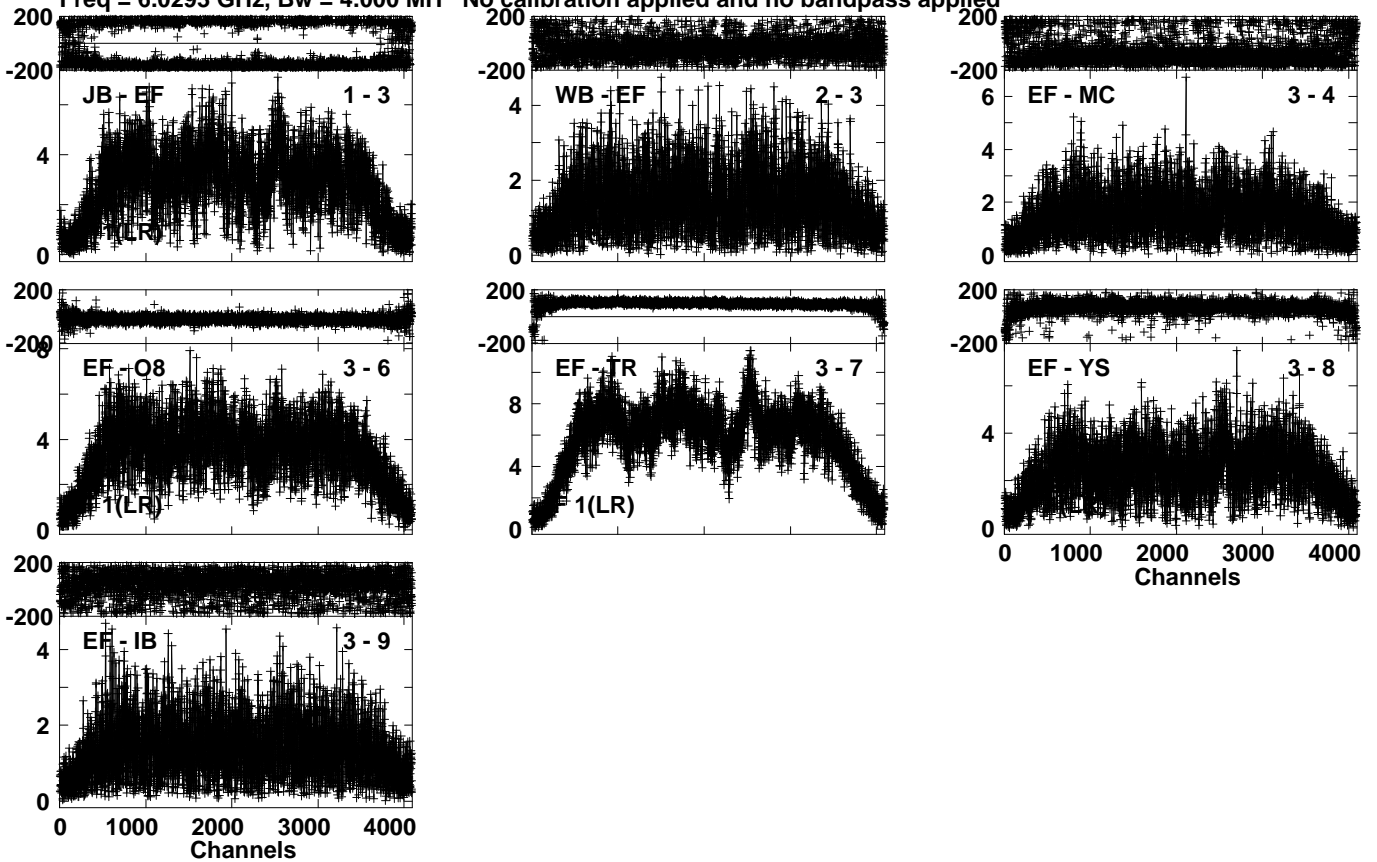 Freq = 6.0293 GHz, Bw = 4.000 MH No calibration applied and no bandpass applied
200
-200
JB - EF 1 - 3
4
0
1(LR)
200
-200
WB - EF 2 - 3
4
2
0
200
-200
EF - MC 3 - 4
6
4
2
0
200
-200
8
EF - O8 3 - 6
4
0
1(LR)
200
-200
EF - TR 3 - 7
8
4
0
1(LR)
200
-200
EF - YS 3 - 8
4
0
0 1000 2000 3000 4000
Channels
200
-200
EF - IB 3 - 9
4
2
0
0 1000 2000 3000 4000
Channels